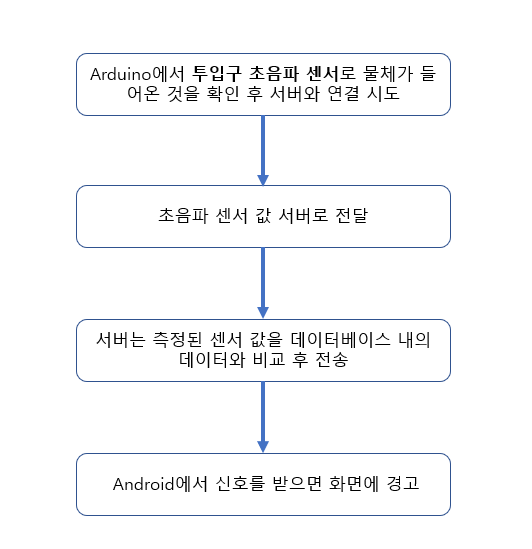 Arduino에서 투입구 초음파 센서로 물체가 들
어온 것을 확인 후 서버와 연결 시도
초음파 센서 값 서버로 전달
서버는 측정된 센서 값을 데이터베이스 내의
데이터와 비교 후 전송
Android에서 신호를 받으면 화면에 경고